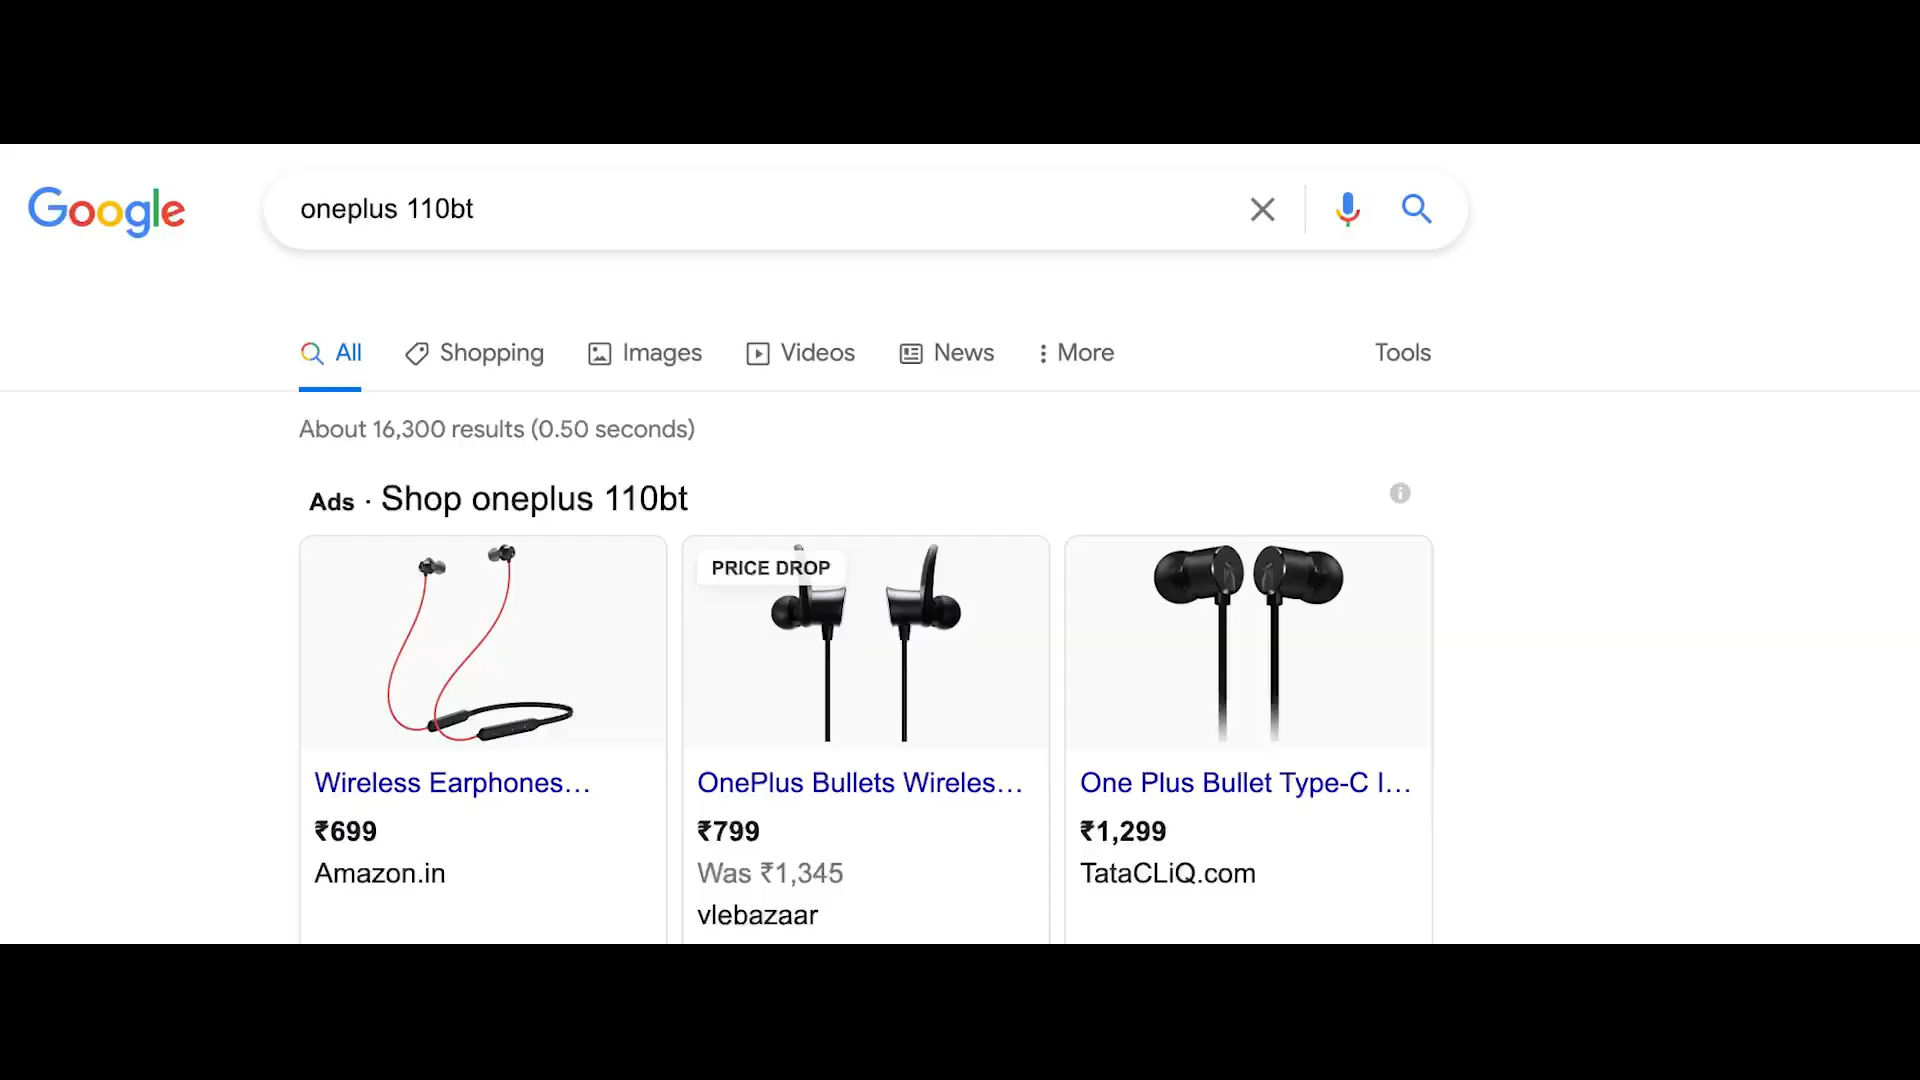 Google
oneplus 110bt
All
Shopping
Images
Videos
News
More
Tools
About 16,300 results (0.50 seconds)
Ads · Shop oneplus 110bt
PRICE DROP
Wireless Earphones...
₹699
Amazon.in
OnePlus Bullets Wireles...
₹799
Was ₹1,345
vlebazaar
One Plus Bullet Type-C I...
₹1,299
TataCLiQ.com